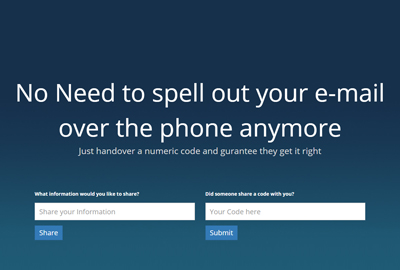 No Need to spell out your e-mail
over the phone anymore
Just handover a numeric code and gurantee they get it right
What information would you like to share?
Did someone share a code with you?
Share your Information
Your Code here
Share
Submit